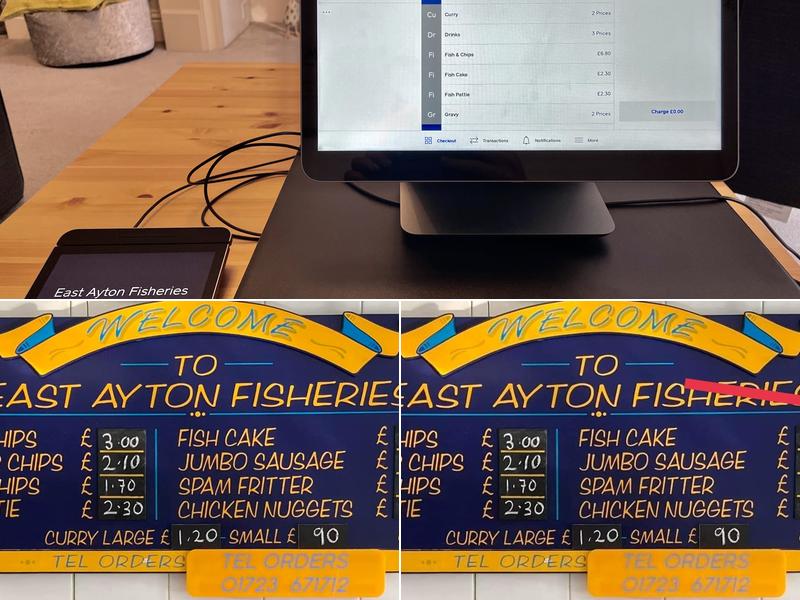 Cu Curry 2 Prices
Dr Drinks 3 Prices
Fi Fish & Chips £6.80
Fi Fish Cake £2.30
Fi Fish Pattie £2.30
Gr Gravy 2 Prices
Charge £0.00
Checkout Transactions Notifications More
East Ayton Fisheries
WELCOME
TO
EAST AYTON FISHERIES
HIPS £ 3.00 FISH CAKE £
CHIPS £ 2.10 JUMBO SAUSAGE £
HIPS £ 1.70 SPAM FRITTER £
TIE £ 2.30 CHICKEN NUGGETS £
CURRY LARGE £ 1.20 - SMALL £ 90
TEL ORDERS TEL ORDERS
01723 671712
WELCOME
TO
EAST AYTON FISHERIES
HIPS £ 3.00 FISH CAKE £
CHIPS £ 2.10 JUMBO SAUSAGE £
HIPS £ 1.70 SPAM FRITTER £
TIE £ 2.30 CHICKEN NUGGETS £
CURRY LARGE £ 1.20 - SMALL £ 90
TEL ORDERS TEL ORDERS
01723 671712